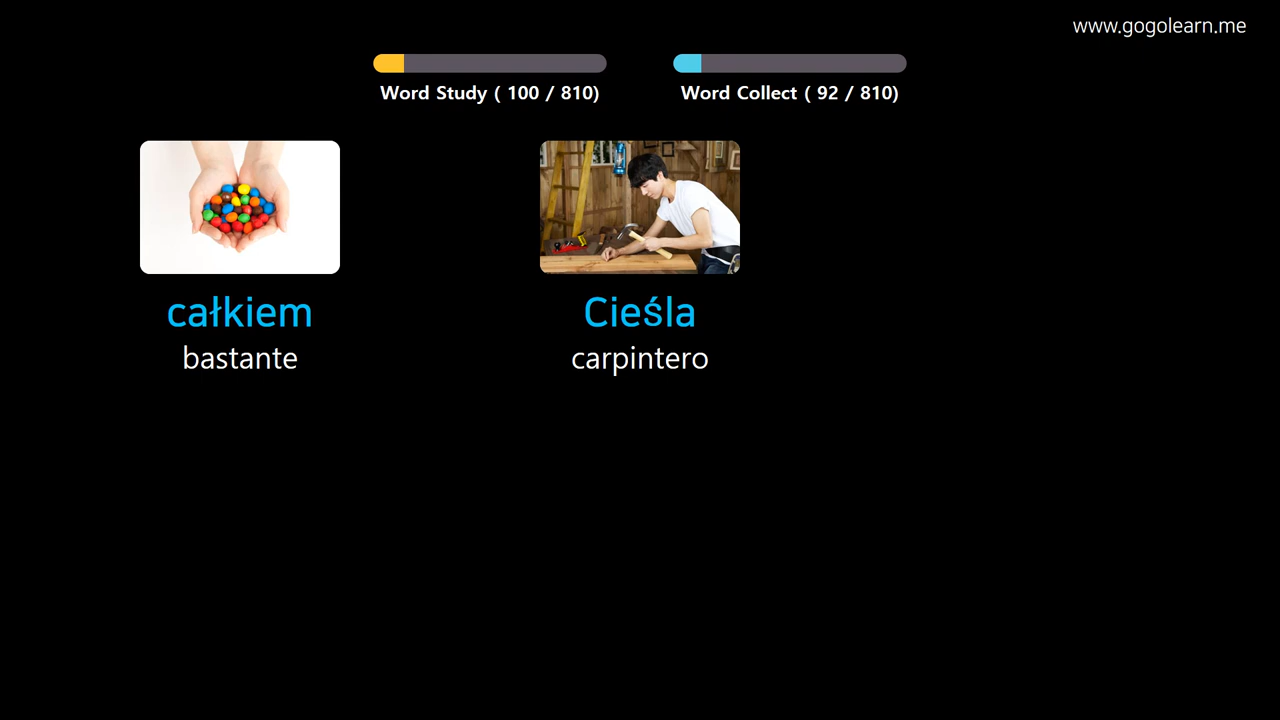 www.gogolearn.me
Word Study ( 100 / 810)
Word Collect ( 92 / 810)
całkiem
bastante
Cieśla
carpintero